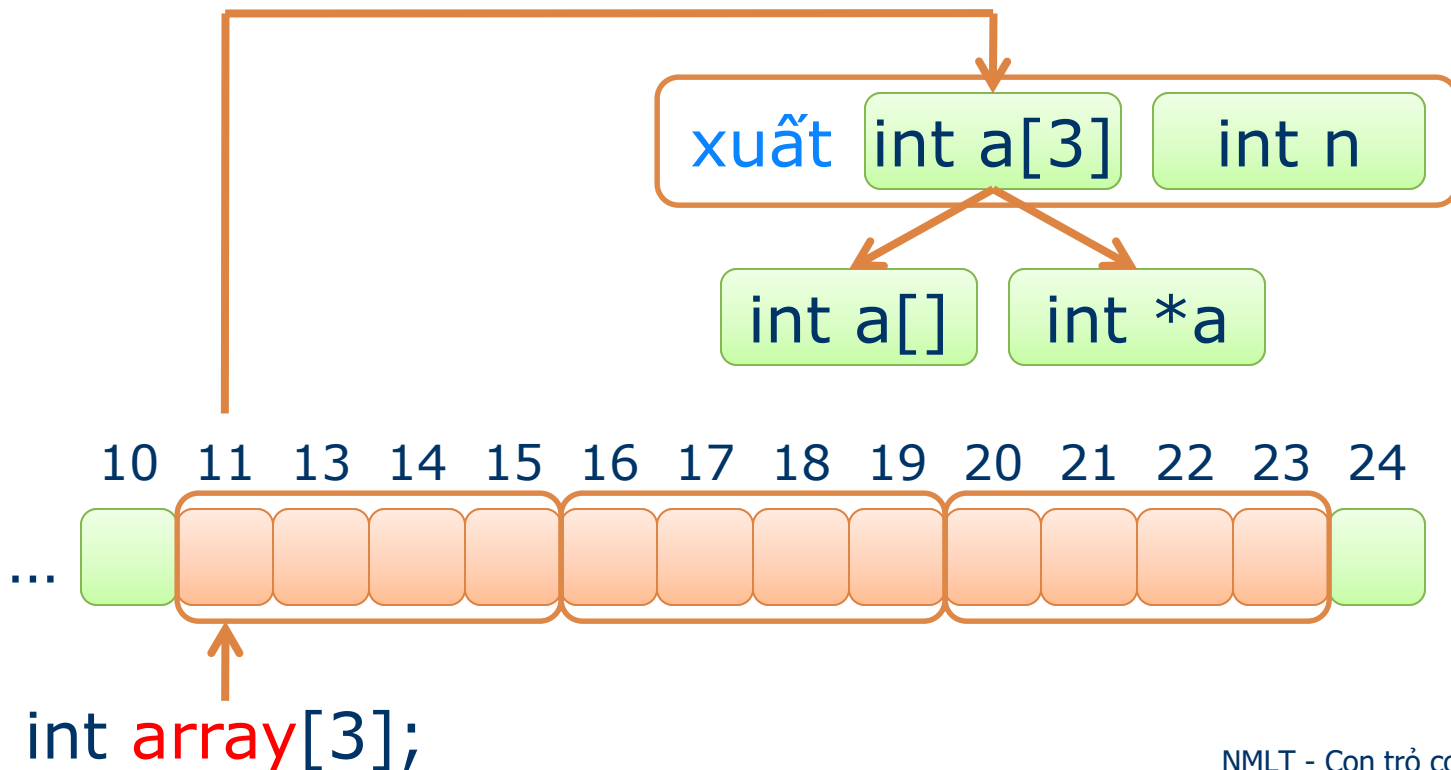 xuất int a[3] int n
int a[] int *a
10 11 13 14 15 16 17 18 19 20 21 22 23 24
...
int array[3];
NMLT - Con trỏ cơ